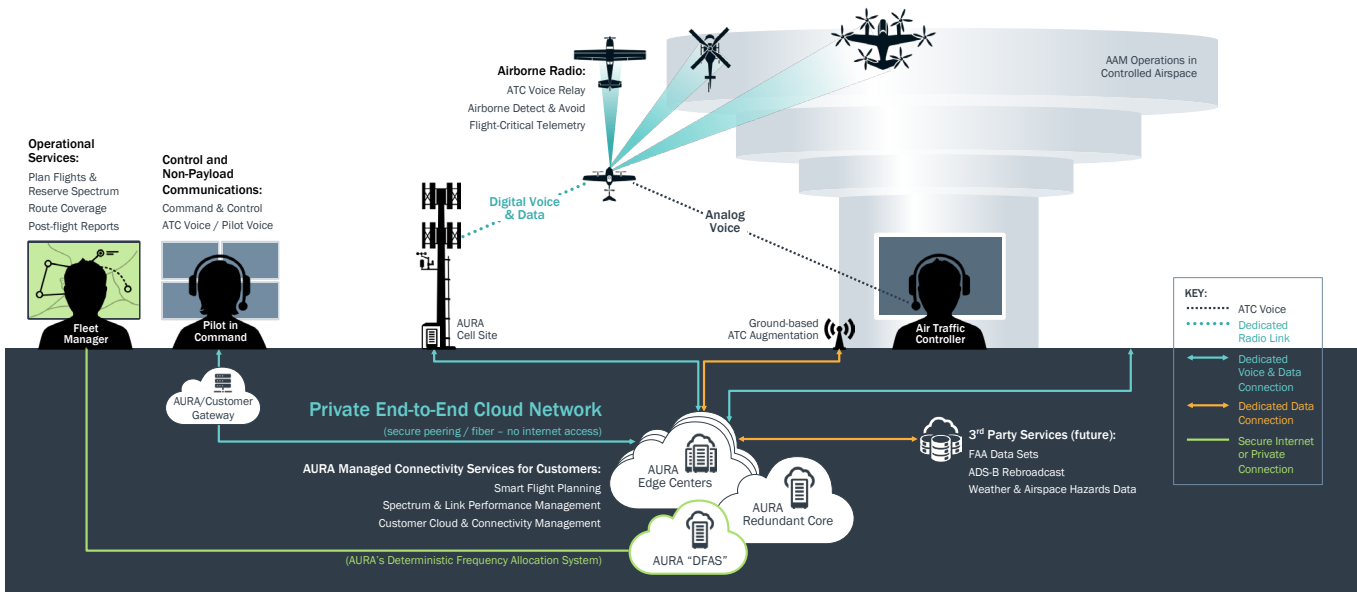 Airborne Radio:
ATC Voice Relay
Airborne Detect & Avoid
Flight-Critical Telemetry
AAM Operations in
Controlled Airspace
Operational
Services:
Plan Flights &
Reserve Spectrum
Route Coverage
Post-flight Reports
Control and
Non-Payload
Communications:
Command & Control
ATC Voice / Pilot Voice
Digital Voice
& Data
Analog
Voice
Fleet
Manager
Pilot in
Command
AURA
Cell Site
Ground-based
ATC Augmentation
Air Traffic
Controller
KEY:
ATC Voice
Dedicated
Radio Link
Dedicated
Voice & Data
Connection
Dedicated Data
Connection
Secure Internet
or Private
Connection
AURA/Customer
Gateway
Private End-to-End Cloud Network
(secure peering / fiber – no internet access)
AURA Managed Connectivity Services for Customers:
Smart Flight Planning
Spectrum & Link Performance Management
Customer Cloud & Connectivity Management
(AURA's Deterministic Frequency Allocation System)
AURA
Edge Centers
AURA
Redundant Core
AURA “DFAS”
3rd Party Services (future):
FAA Data Sets
ADS-B Rebroadcast
Weather & Airspace Hazards Data